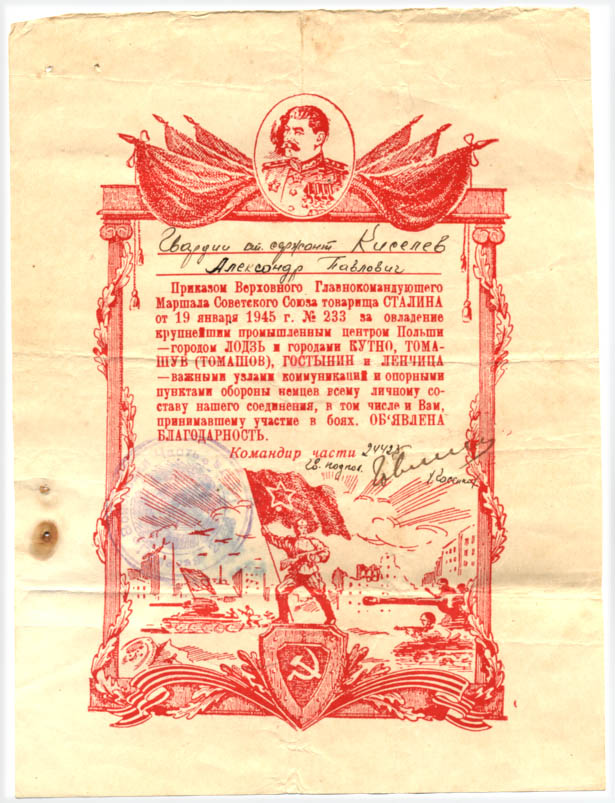 Гвардии ст. сержант Киселев
Александр Павлович
Приказом Верховного Главнокомандующего
Маршала Советского Союза товарища СТАЛИНА
от 19 января 1945 г. № 233 за овладение
крупнейшим промышленным центром Польши
—городом ЛОДЗЬ и городами КУТНО, ТОМА-
ШУВ (ТОМАШОВ), ГОСТЫНИН и ЛЕНЧИЦА
—важными узлами коммуникаций и опорными
пунктами обороны немцев всему личному со-
ставу нашего соединения, в том числе и Вам,
принимавшему участие в боях. ОБ'ЯВЛЕНА
БЛАГОДАРНОСТЬ.
Командир части
Гв. подпол.